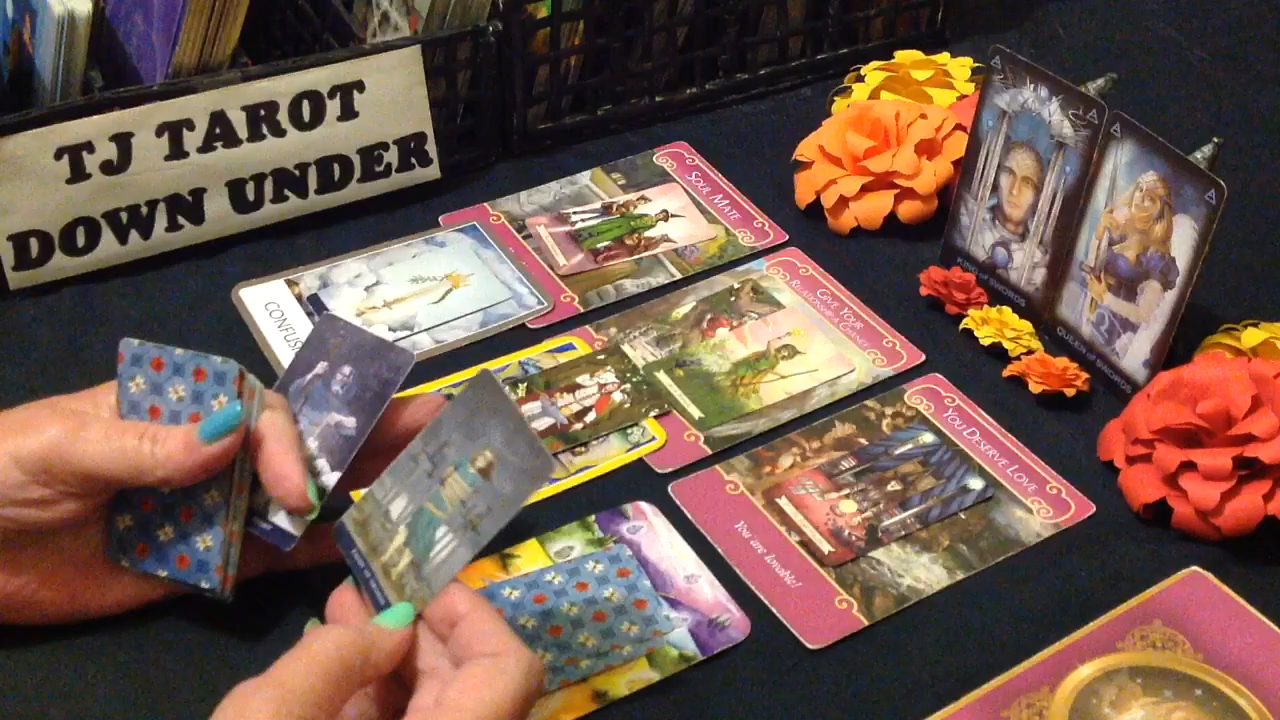 TJ TAROT
DOWN UNDER
SOUL MATE
GIVE YOUR
RELATIONSHIP A CHANCE
YOU DESERVE LOVE
You are lovable!
KING OF SWORDS
QUEEN OF SWORDS